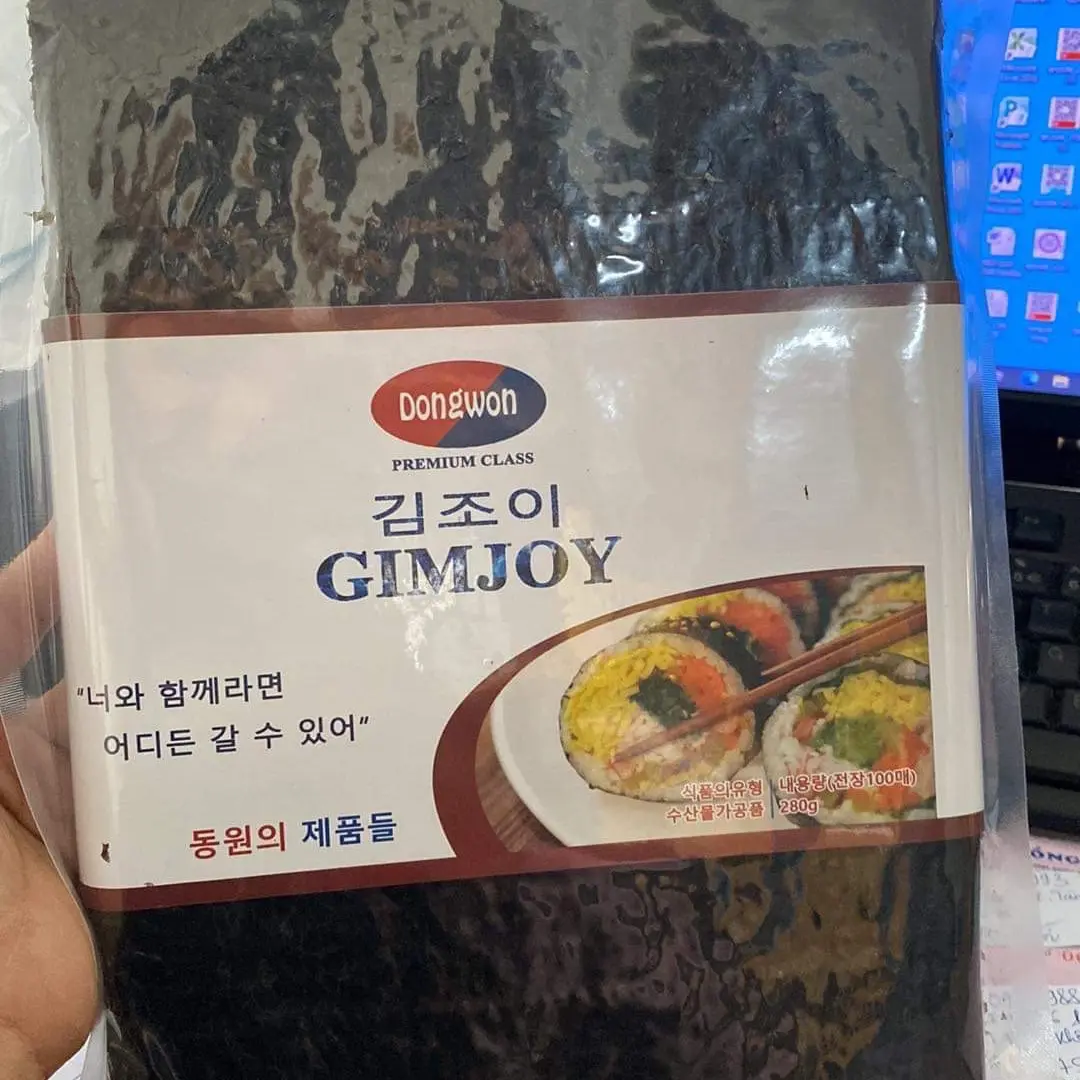 Dongwon
PREMIUM CLASS
김조이
GIMJOY
"너와 함께라면
어디든 갈 수 있어"
동원의 제품들
식품의유형 | 내용량(전장100매)
수산물가공품 | 280g
W
P
ỐNG